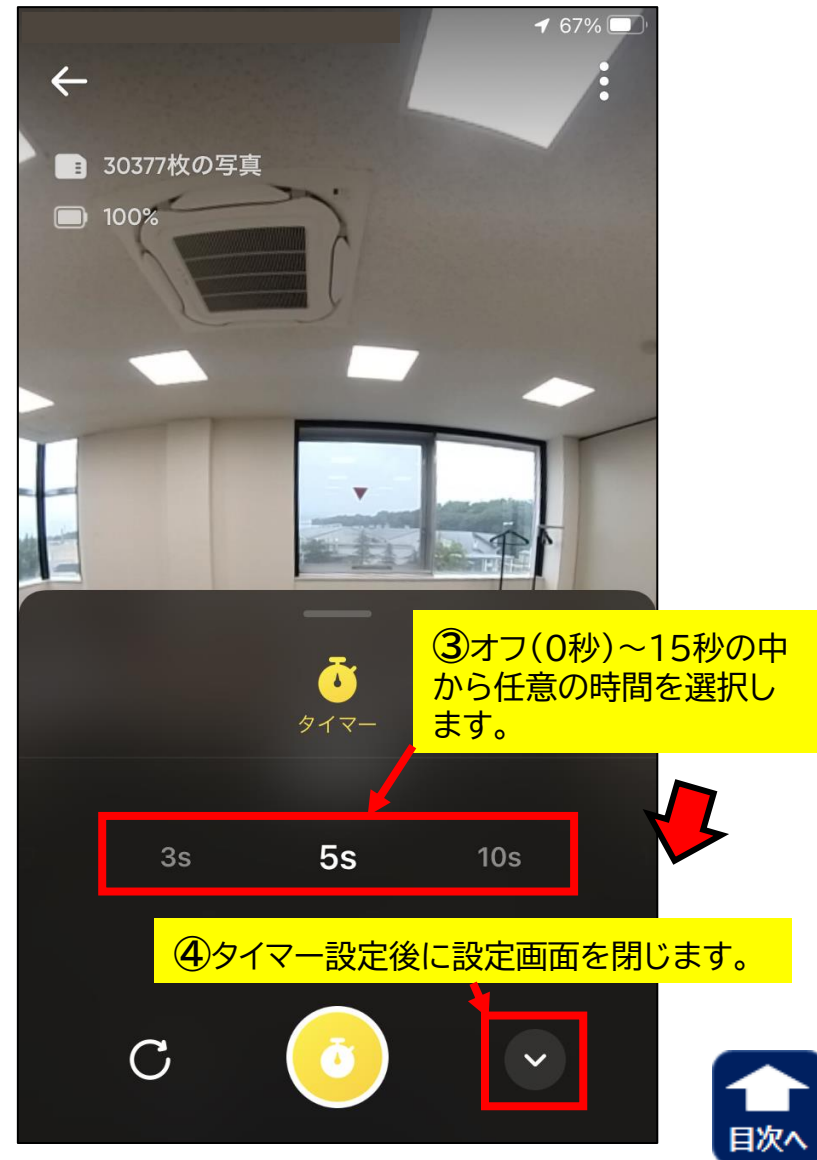 67%
30377枚の写真
100%
③オフ(0秒)～15秒の中
から任意の時間を選択し
ます。
タイマー
3s 5s 10s
④タイマー設定後に設定画面を閉じます。
目次へ